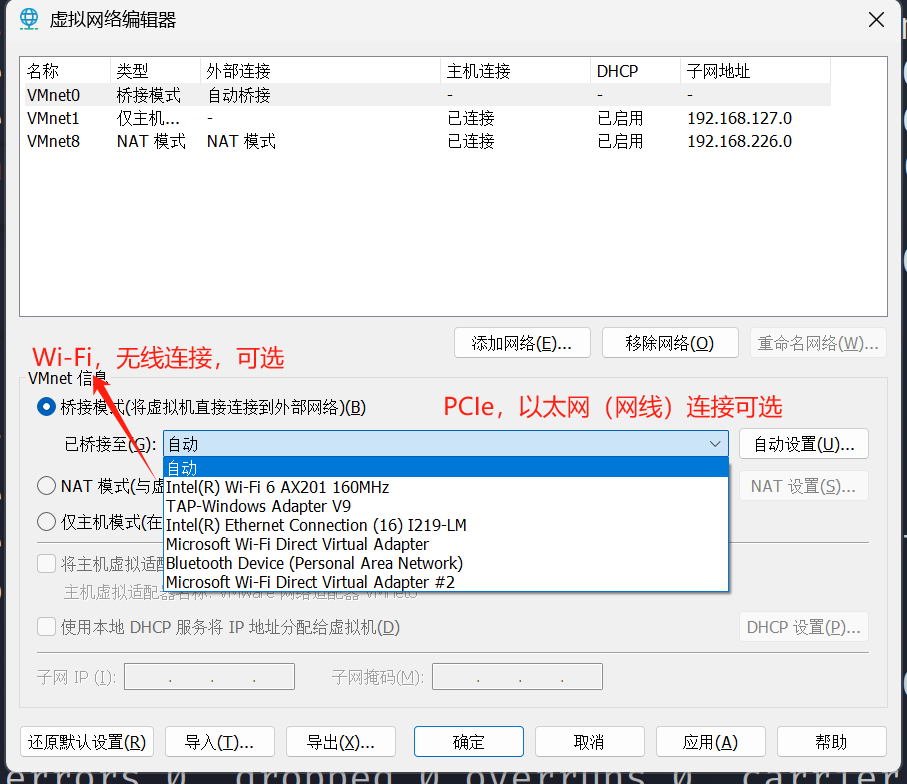 虚拟网络编辑器
名称 类型 外部连接 主机连接 DHCP 子网地址
VMnet0 桥接模式 自动桥接 - - -
VMnet1 仅主机... - 已连接 已启用 192.168.127.0
VMnet8 NAT 模式 NAT 模式 已连接 已启用 192.168.226.0
添加网络(E)... 移除网络(O) 重命名网络(W)...
Wi-Fi，无线连接，可选
VMnet 信息
桥接模式(将虚拟机直接连接到外部网络)(B)
PCIe，以太网（网线）连接可选
已桥接至(G): 自动 自动设置(U)...
自动
Intel(R) Wi-Fi 6 AX201 160MHz
NAT 模式(与虚 NAT 设置(S)...
TAP-Windows Adapter V9
Intel(R) Ethernet Connection (16) I219-LM
仅主机模式(在
Microsoft Wi-Fi Direct Virtual Adapter
Bluetooth Device (Personal Area Network)
将主机虚拟适配
Microsoft Wi-Fi Direct Virtual Adapter #2
主机虚拟适配器名称: VMware 网络适配器 VMnet0
使用本地 DHCP 服务将 IP 地址分配给虚拟机(D) DHCP 设置(P)...
子网 IP (I): . . . 子网掩码(M): . . .
还原默认设置(R) 导入(T)... 导出(X)... 确定 取消 应用(A) 帮助
errors 0 dropped 0 overruns 0 carrier